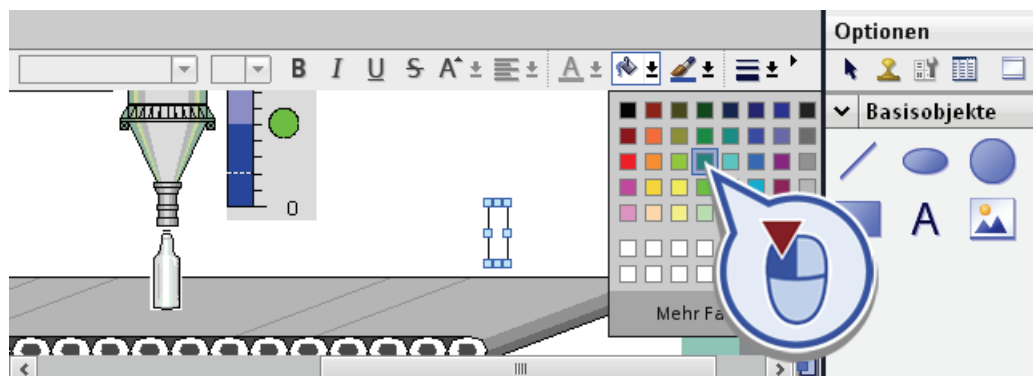 Optionen
B I U S A A
Basisobjekte
A
0
Mehr Fa